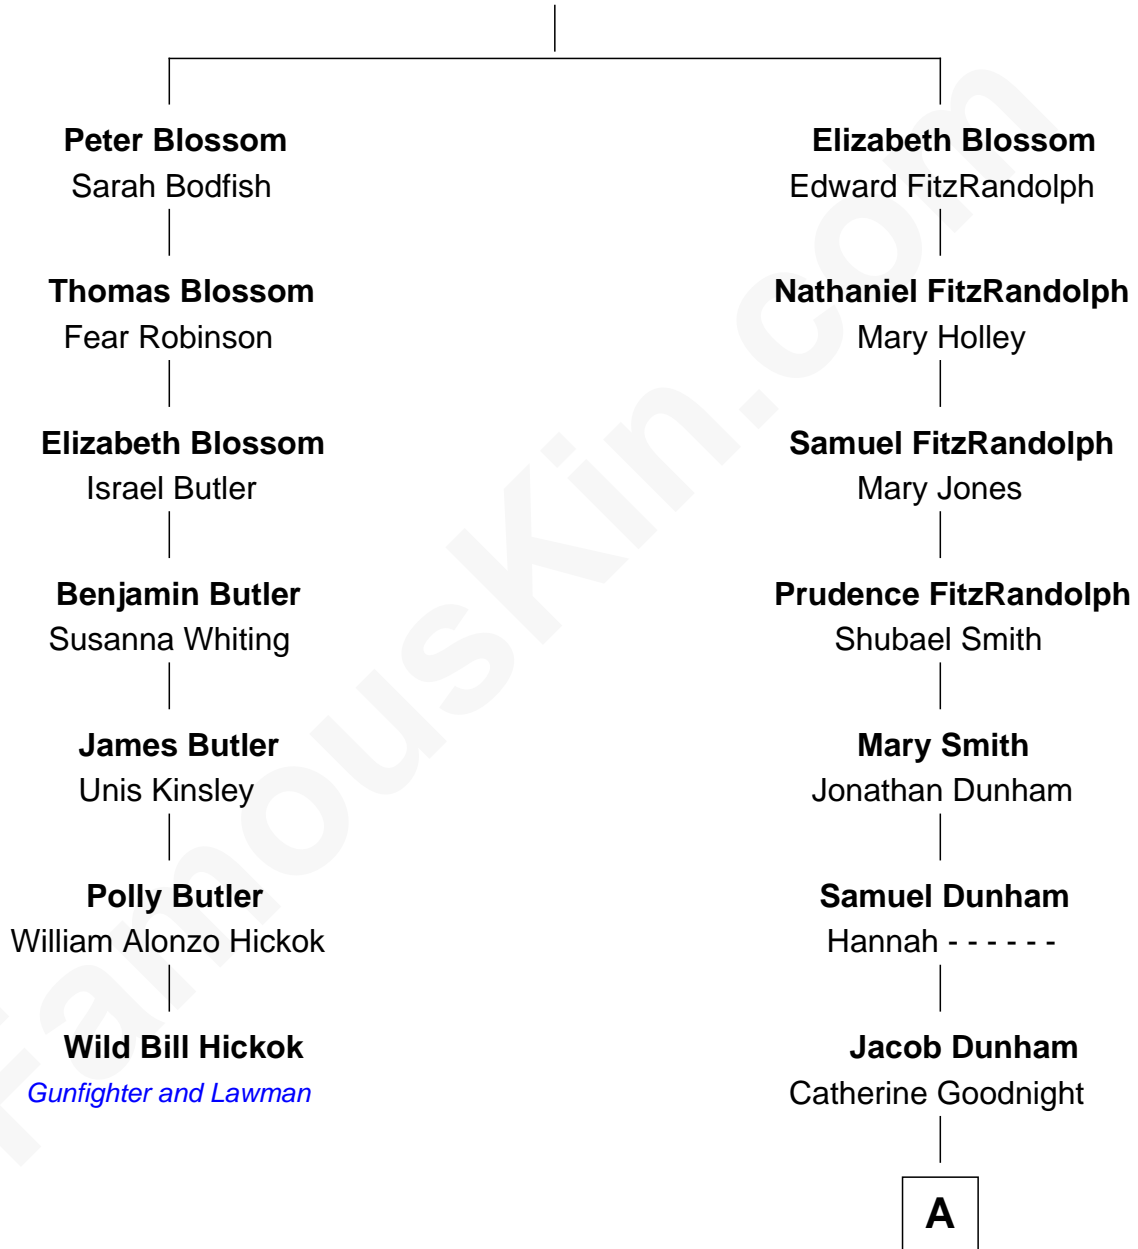 Peter Blossom
Sarah Bodfish
Thomas Blossom
Fear Robinson
Elizabeth Blossom
Israel Butler
Benjamin Butler
Susanna Whiting
James Butler
Unis Kinsley
Polly Butler
William Alonzo Hickok
Wild Bill Hickok
Gunfighter and Lawman
Elizabeth Blossom
Edward FitzRandolph
Nathaniel FitzRandolph
Mary Holley
Samuel FitzRandolph
Mary Jones
Prudence FitzRandolph
Shubael Smith
Mary Smith
Jonathan Dunham
Samuel Dunham
Hannah - - - - - -
Jacob Dunham
Catherine Goodnight
A
FamousKin.com